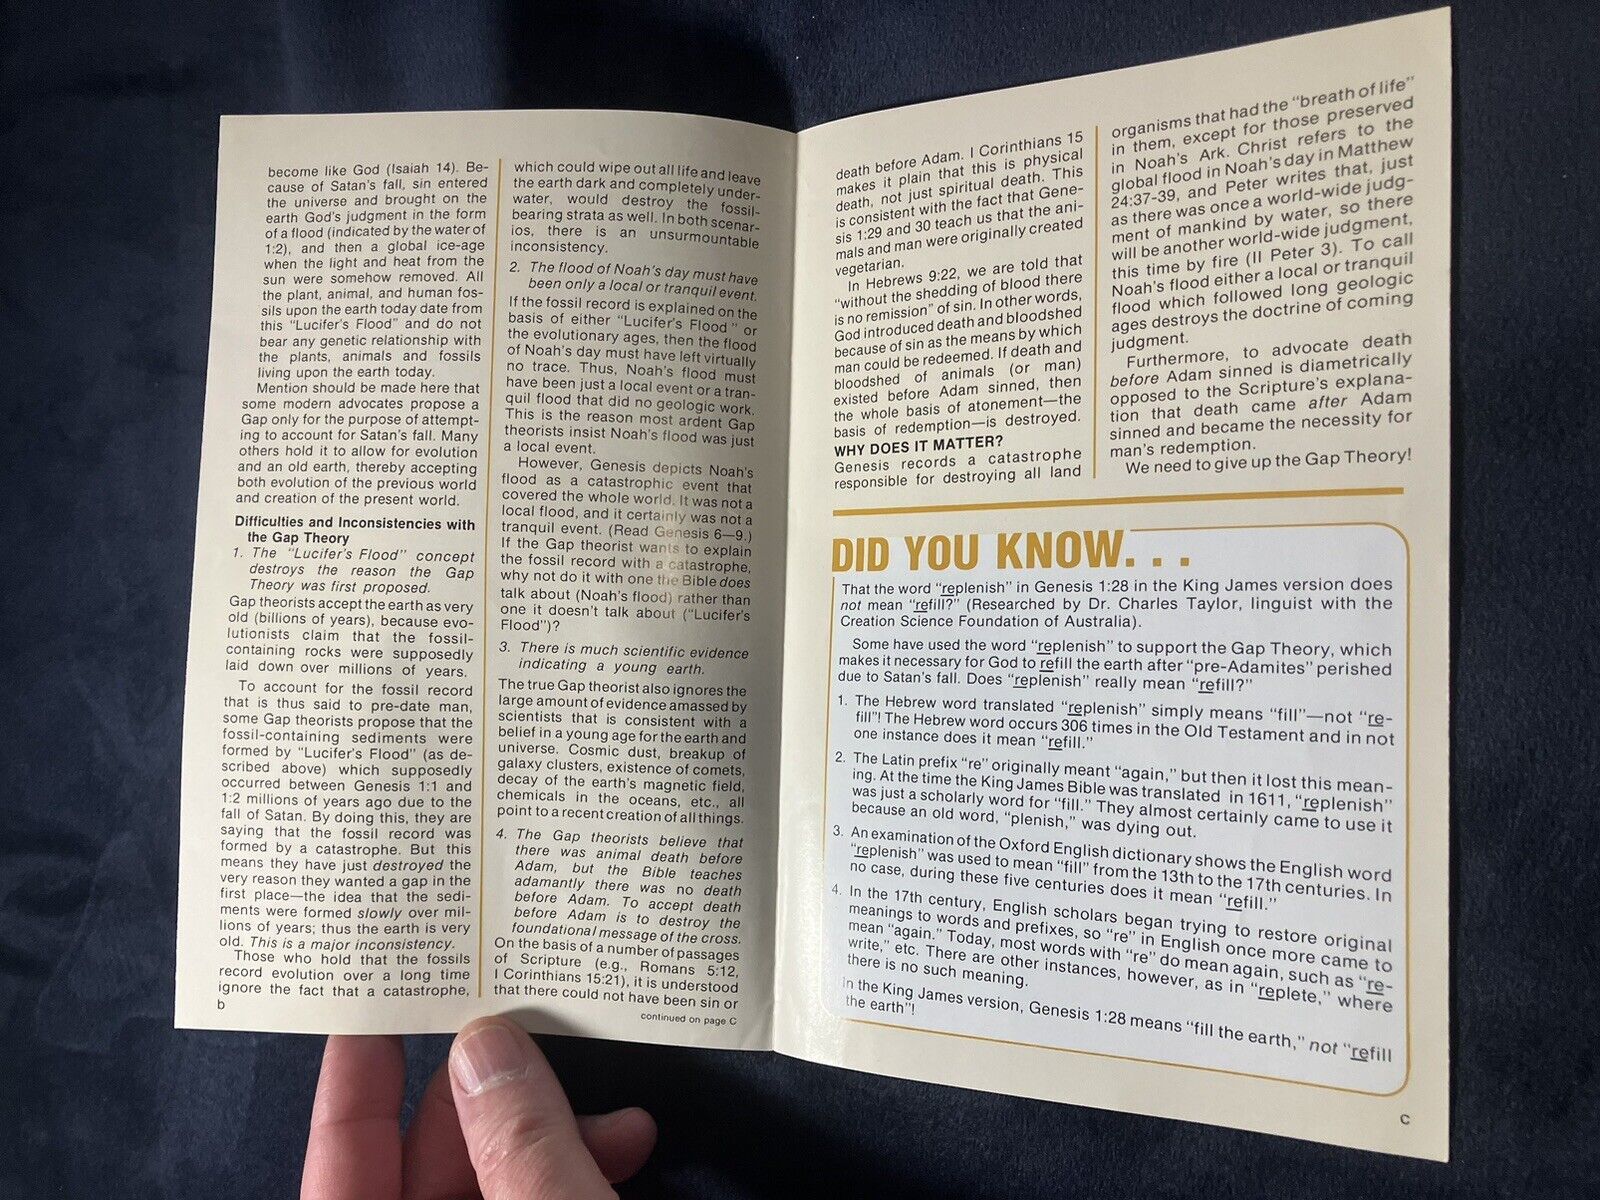 become like God (Isaiah 14). Be-
cause of Satan's fall, sin entered
the universe and brought on the
earth God's judgment in the form
of a flood (indicated by the water of
1:2), and then a global ice-age
when the light and heat from the
sun were somehow removed. All
the plant, animal, and human fos-
sils upon the earth today date from
this "Lucifer's Flood" and do not
bear any genetic relationship with
the plants, animals and fossils
living upon the earth today.
Mention should be made here that
some modern advocates propose a
Gap only for the purpose of attempt-
ing to account for Satan's fall. Many
others hold it to allow for evolution
and an old earth, thereby accepting
both evolution of the previous world
and creation of the present world.
Difficulties and Inconsistencies with
the Gap Theory
1. The "Lucifer's Flood" concept
destroys the reason the Gap
Theory was first proposed.
Gap theorists accept the earth as very
old (billions of years), because evo-
lutionists claim that the fossil-
containing rocks were supposedly
laid down over millions of years.
To account for the fossil record
that is thus said to pre-date man,
some Gap theorists propose that the
fossil-containing sediments were
formed by "Lucifer's Flood" (as de-
scribed above) which supposedly
occurred between Genesis 1:1 and
1:2 millions of years ago due to the
fall of Satan. By doing this, they are
saying that the fossil record was
formed by a catastrophe. But this
means they have just destroyed the
very reason they wanted a gap in the
first place—the idea that the sedi-
ments were formed slowly over mil-
lions of years; thus the earth is very
old. This is a major inconsistency.
Those who hold that the fossils
record evolution over a long time
ignore the fact that a catastrophe,
b
which could wipe out all life and leave
the earth dark and completely under-
water, would destroy the fossil-
bearing strata as well. In both scenar-
ios, there is an unsurmountable
inconsistency.
2. The flood of Noah's day must have
been only a local or tranquil event.
If the fossil record is explained on the
basis of either "Lucifer's Flood " or
the evolutionary ages, then the flood
of Noah's day must have left virtually
no trace. Thus, Noah's flood must
have been just a local event or a tran-
quil flood that did no geologic work.
This is the reason most ardent Gap
theorists insist Noah's flood was just
a local event.
However, Genesis depicts Noah's
flood as a catastrophic event that
covered the whole world. It was not a
local flood, and it certainly was not a
tranquil event. (Read Genesis 6—9.)
If the Gap theorist wants to explain
the fossil record with a catastrophe,
why not do it with one the Bible does
talk about (Noah's flood) rather than
one it doesn't talk about ("Lucifer's
Flood")?
3. There is much scientific evidence
indicating a young earth.
The true Gap theorist also ignores the
large amount of evidence amassed by
scientists that is consistent with a
belief in a young age for the earth and
universe. Cosmic dust, breakup of
galaxy clusters, existence of comets,
decay of the earth's magnetic field,
chemicals in the oceans, etc., all
point to a recent creation of all things.
4. The Gap theorists believe that
there was animal death before
Adam, but the Bible teaches
adamantly there was no death
before Adam. To accept death
before Adam is to destroy the
foundational message of the cross.
On the basis of a number of passages
of Scripture (e.g., Romans 5:12,
I Corinthians 15:21), it is understood
that there could not have been sin or
continued on page C
death before Adam. I Corinthians 15
makes it plain that this is physical
death, not just spiritual death. This
is consistent with the fact that Gene-
sis 1:29 and 30 teach us that the ani-
mals and man were originally created
vegetarian.
In Hebrews 9:22, we are told that
"without the shedding of blood there
is no remission" of sin. In other words,
God introduced death and bloodshed
because of sin as the means by which
man could be redeemed. If death and
bloodshed of animals (or man)
existed before Adam sinned, then
the whole basis of atonement—the
basis of redemption—is destroyed.
WHY DOES IT MATTER?
Genesis records a catastrophe
responsible for destroying all land
organisms that had the "breath of life"
in them, except for those preserved
in Noah's Ark. Christ refers to the
global flood in Noah's day in Matthew
24:37-39, and Peter writes that, just
as there was once a world-wide judg-
ment of mankind by water, so there
will be another world-wide judgment,
this time by fire (II Peter 3). To call
Noah's flood either a local or tranquil
flood which followed long geologic
ages destroys the doctrine of coming
judgment.
Furthermore, to advocate death
before Adam sinned is diametrically
opposed to the Scripture's explana-
tion that death came after Adam
sinned and became the necessity for
man's redemption.
We need to give up the Gap Theory!
DID YOU KNOW. . .
That the word "replenish" in Genesis 1:28 in the King James version does
not mean "refill?" (Researched by Dr. Charles Taylor, linguist with the
Creation Science Foundation of Australia).
Some have used the word "replenish" to support the Gap Theory, which
makes it necessary for God to refill the earth after "pre-Adamites" perished
due to Satan's fall. Does "replenish" really mean "refill?"
1. The Hebrew word translated "replenish" simply means "fill"—not "re-
fill"! The Hebrew word occurs 306 times in the Old Testament and in not
one instance does it mean "refill."
2. The Latin prefix "re" originally meant "again," but then it lost this mean-
ing. At the time the King James Bible was translated in 1611, "replenish"
was just a scholarly word for "fill." They almost certainly came to use it
because an old word, "plenish," was dying out.
3. An examination of the Oxford English dictionary shows the English word
"replenish" was used to mean "fill" from the 13th to the 17th centuries. In
no case, during these five centuries does it mean "refill."
4. In the 17th century, English scholars began trying to restore original
meanings to words and prefixes, so "re" in English once more came to
mean "again." Today, most words with "re" do mean again, such as "re-
write," etc. There are other instances, however, as in "replete," where
there is no such meaning.
In the King James version, Genesis 1:28 means "fill the earth," not "refill
the earth"!
C